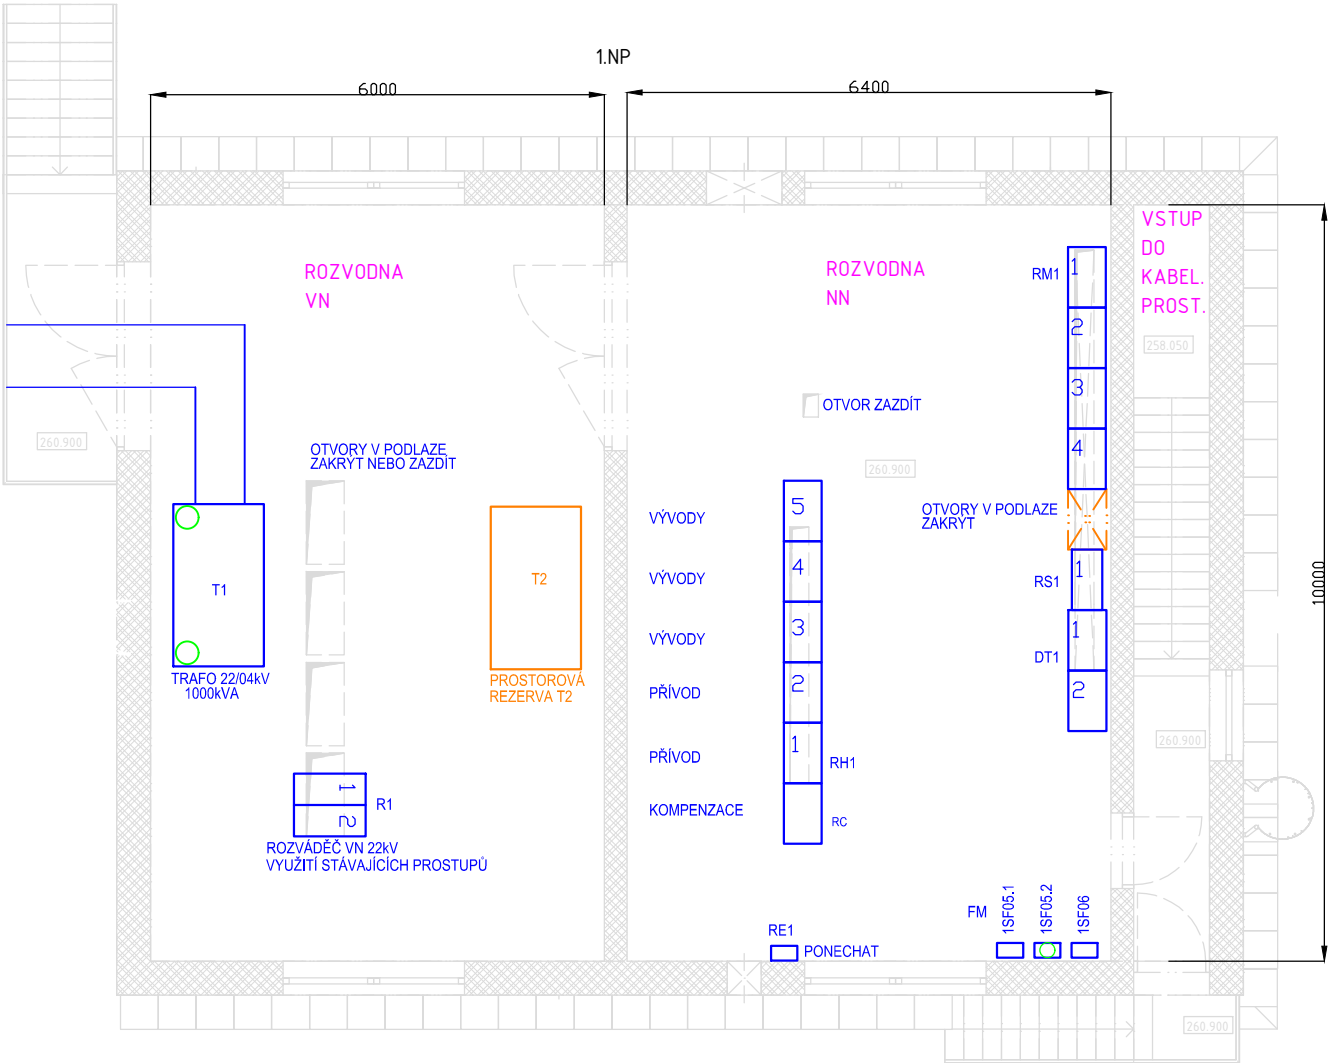 1.NP
6000
6400
10000
ROZVODNA
VN
ROZVODNA
NN
VSTUP
DO
KABEL.
PROST.
258.050
RM1
1
2
3
4
OTVOR ZAZDÍT
260.900
260.900
OTVORY V PODLAZE
ZAKRÝT NEBO ZAZDÍT
OTVORY V PODLAZE
ZAKRÝT
T1
TRAFO 22/04kV
1000kVA
T2
PROSTOROVÁ
REZERVA T2
VÝVODY
5
VÝVODY
4
VÝVODY
3
PŘÍVOD
2
PŘÍVOD
1
RH1
KOMPENZACE
RC
RS1
1
DT1
1
2
260.900
1
2
R1
ROZVÁDĚČ VN 22kV
VYUŽITÍ STÁVAJÍCÍCH PROSTUPŮ
RE1
PONECHAT
FM
1SF05.1
1SF05.2
1SF06
260.900